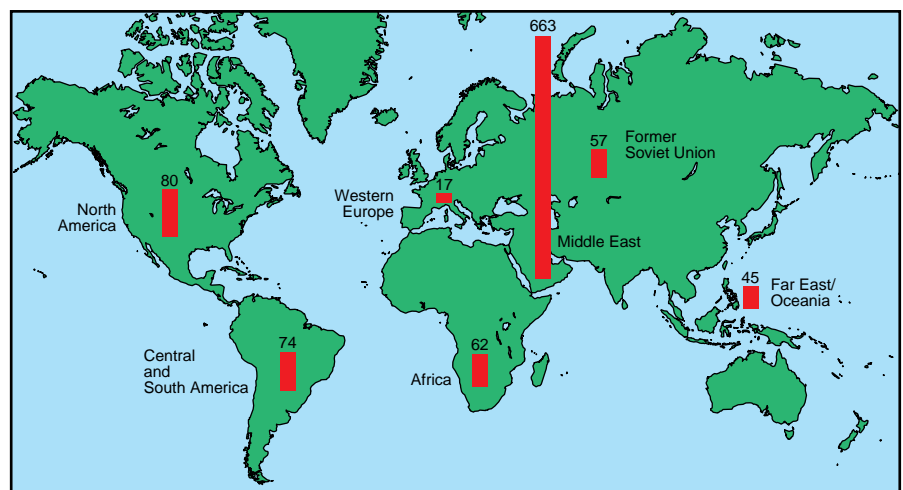 663
57
Former
Soviet Union
80
North
America
17
Western
Europe
Middle East
45
Far East/
Oceania
74
Central
and
South America
62
Africa